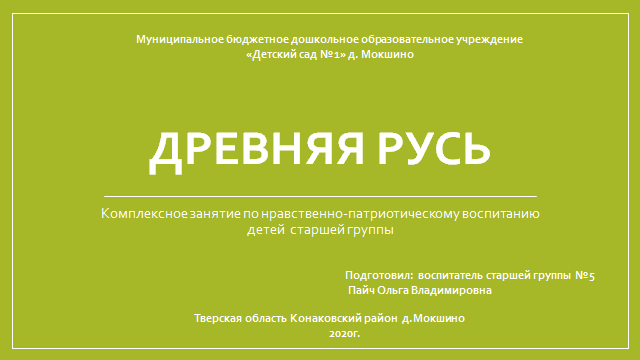 Муниципальное бюджетное дошкольное образовательное учреждение
«Детский сад №1» д. Мокшино
ДРЕВНЯЯ РУСЬ
Комплексное занятие по нравственно-патриотическому воспитанию
детей старшей группы
Подготовил: воспитатель старшей группы №5
Пайч Ольга Владимировна
Тверская область Конаковский район д.Мокшино
2020г.